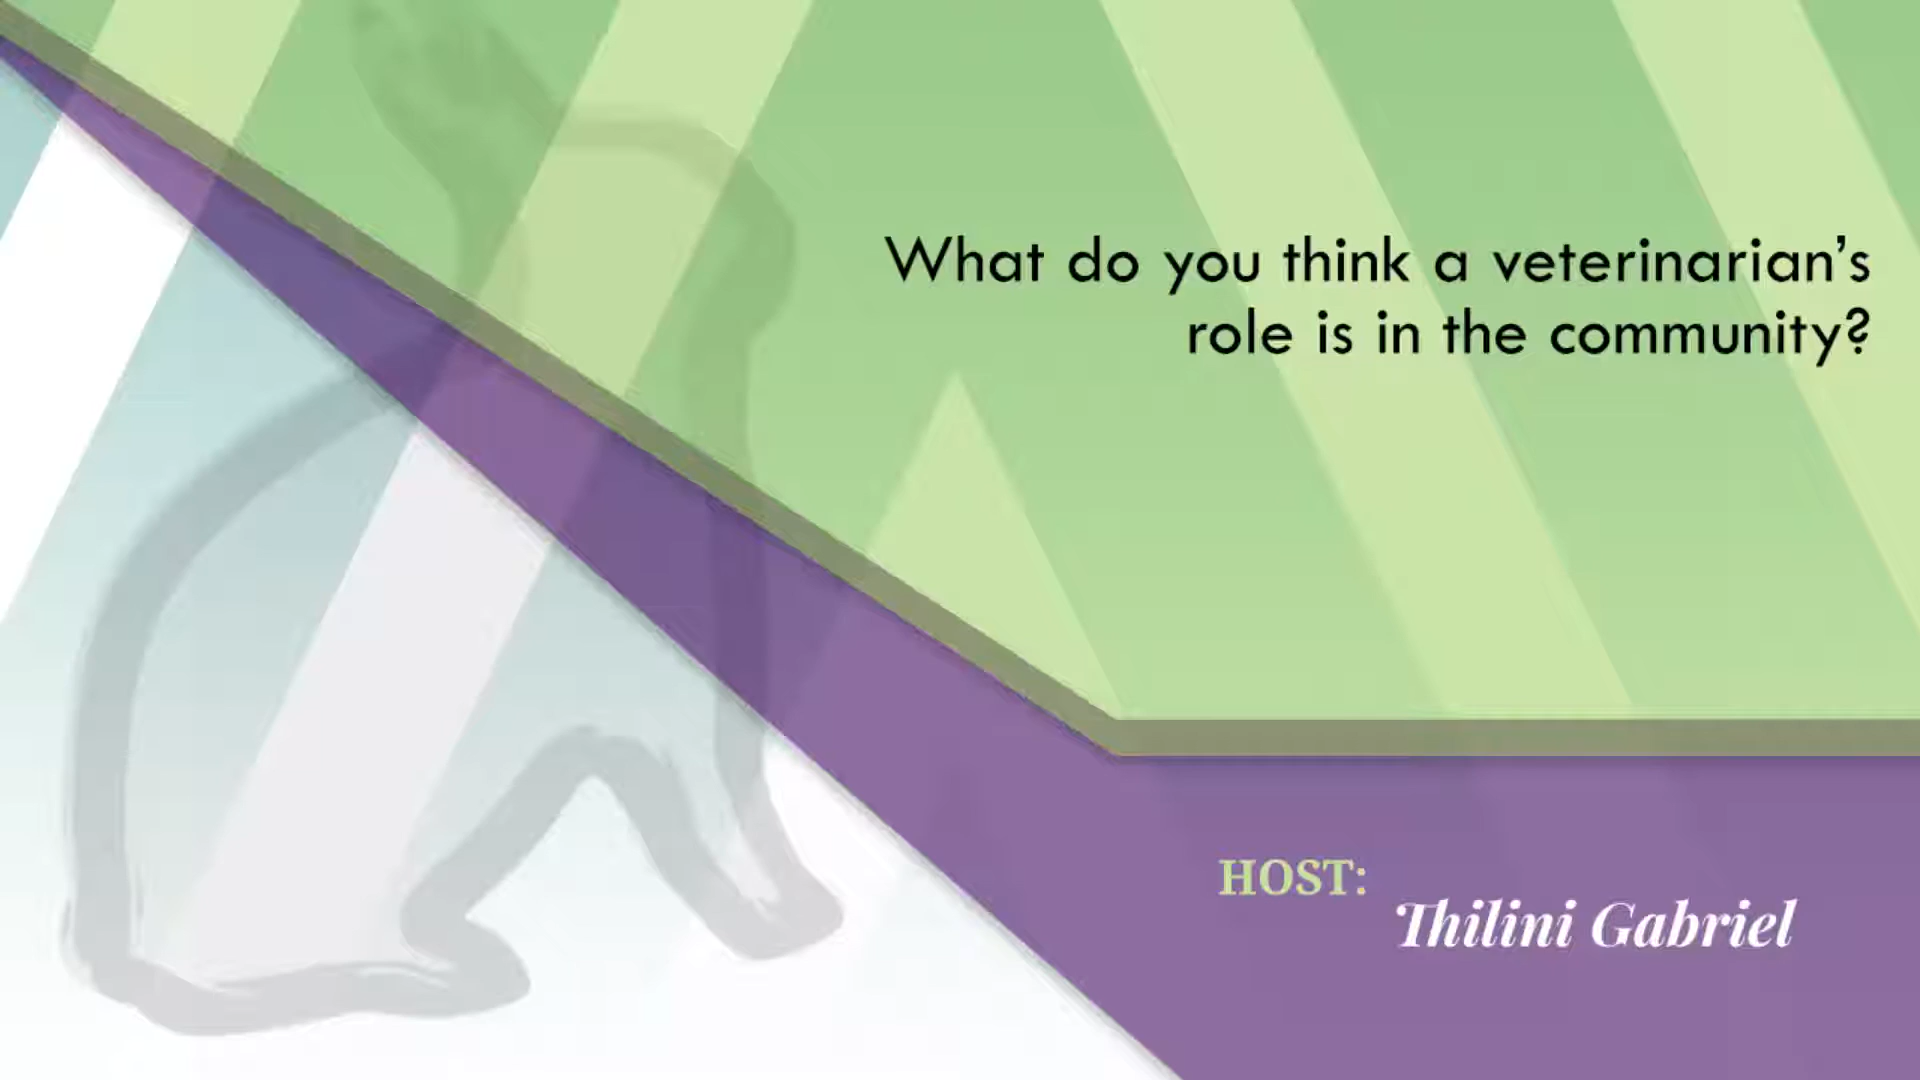 What do you think a veterinarian’s
role is in the community?
HOST:
Thilini Gabriel